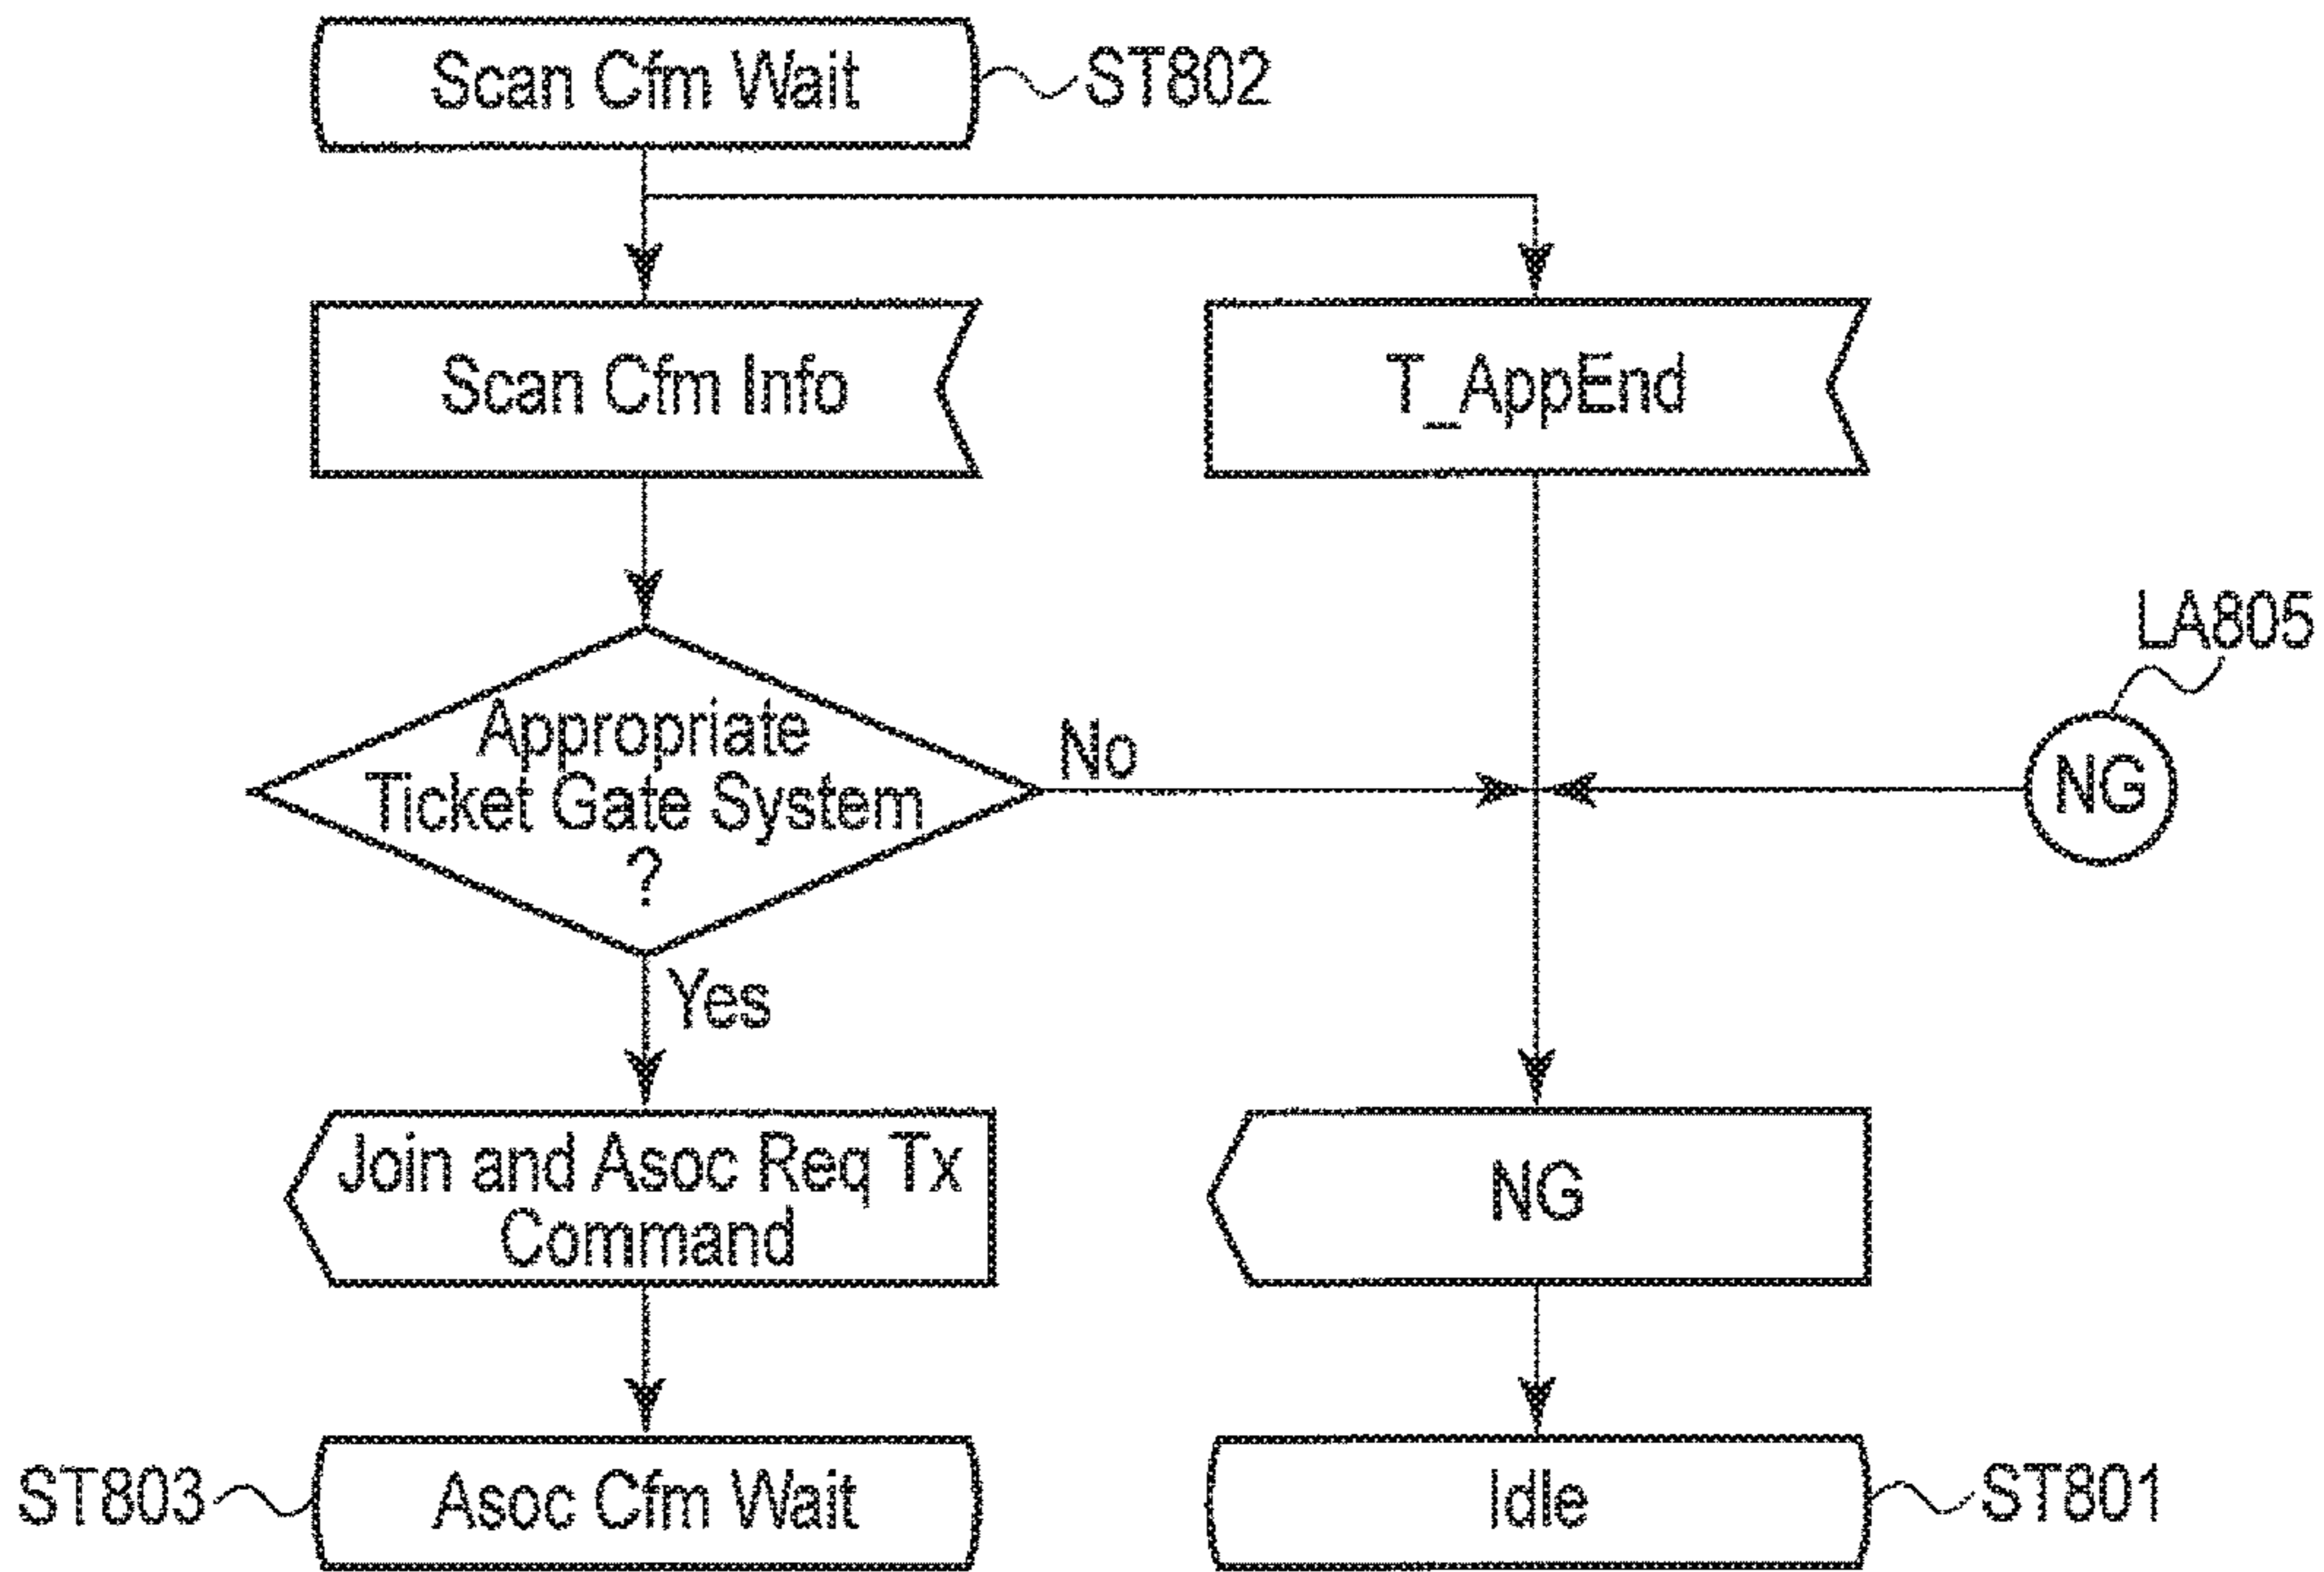 Scan Cfm Wait
ST802
Scan Cfm Info
T_AppEnd
LA805
Appropriate
Ticket Gate System
?
No
NG
Yes
Join and Asoc Req Tx
Command
NG
ST803
Asoc Cfm Wait
Idle
ST801